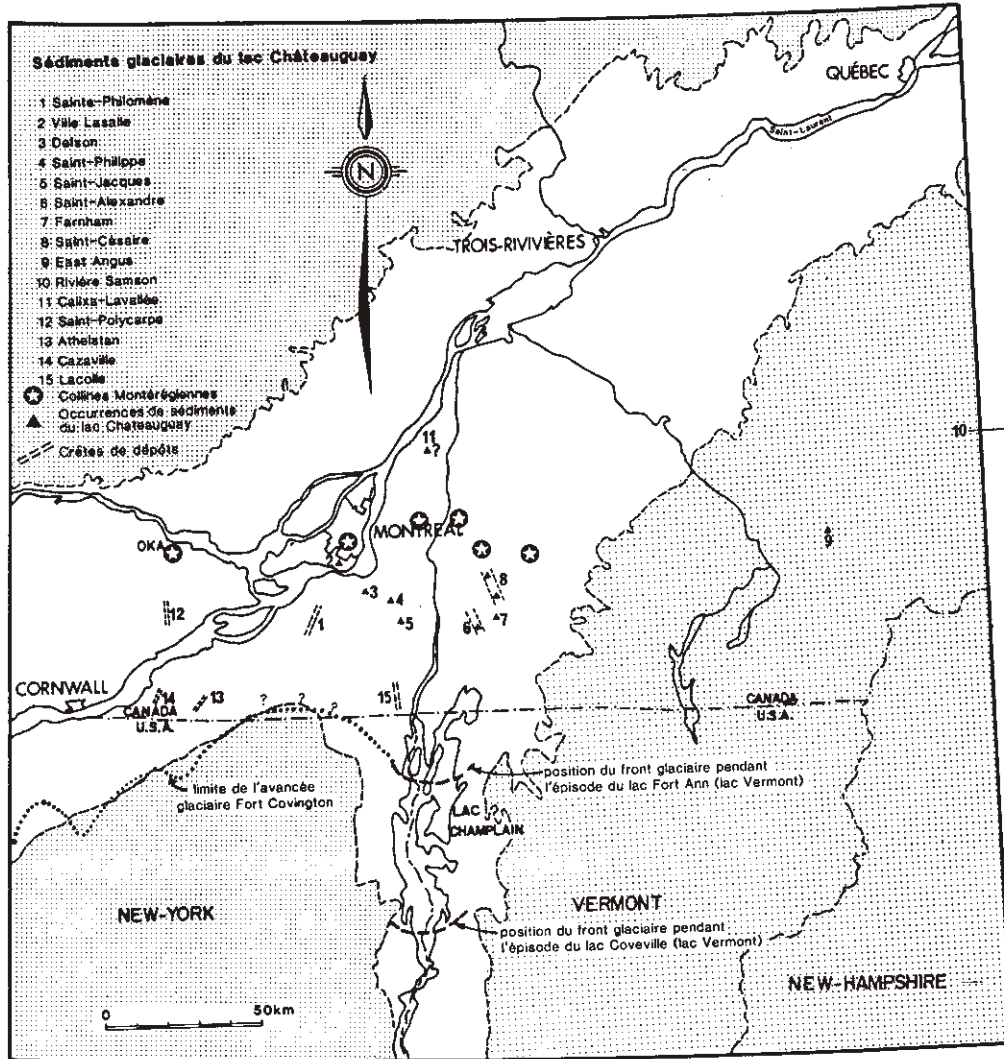 Sédiments glaciaires du lac Châteauguay
1 Sainte-Philomène
2 Ville Lasalle
3 Delson
4 Saint-Philippe
5 Saint-Jacques
6 Saint-Alexandre
7 Farnham
8 Saint-Césaire
9 East Angus
10 Rivière Samson
11 Calixa-Lavallée
12 Saint-Polycarpe
13 Athelstan
14 Cazaville
15 Lacolle
Collines Montérégiennes
Occurrences de sédiments
du lac Chateauguay
Crêtes de dépôts
N
QUÉBEC
Saint-Laurent
TROIS-RIVIVIÈRES
10
11
?
MONTRÉAL
OKA
9
8
3
4
12
1
5
6
7
CORNWALL
14
13
?
?
?
15
CANADA
U.S.A.
CANADA
U.S.A.
limite de l'avancée
glaciaire Fort Covington
position du front glaciaire pendant
l'épisode du lac Fort Ann (lac Vermont)
LAC ?
CHAMPLAIN
NEW-YORK
VERMONT
position du front glaciaire pendant
l'épisode du lac Coveville (lac Vermont)
NEW-HAMPSHIRE
0 50km